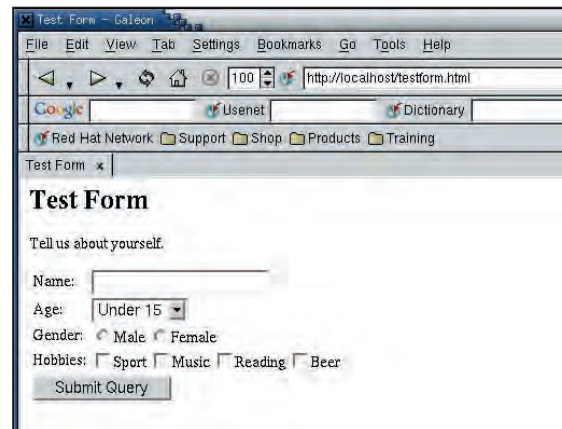 Test Form - Galeon
File Edit View Tab Settings Bookmarks Go Tools Help
100 http://localhost/testform.html
Google Usenet Dictionary
Red Hat Network Support Shop Products Training
Test Form x
Test Form
Tell us about yourself.
Name:
Age: Under 15
Gender: Male Female
Hobbies: Sport Music Reading Beer
Submit Query